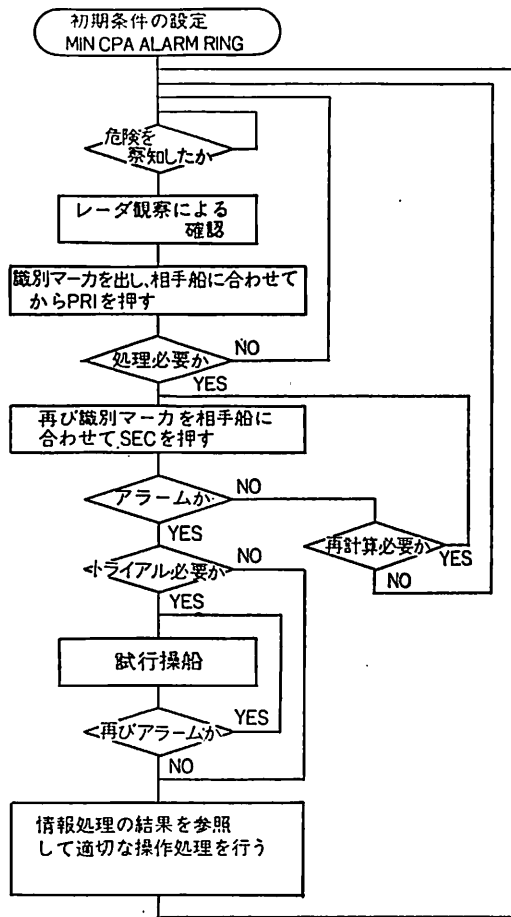 初期条件の設定
MIN CPA ALARM RING
危険を
察知したか
レーダ観察による
確認
識別マーカを出し、相手船に合わせて
からPRIを押す
処理必要か
NO
YES
再び識別マーカを相手船に
合わせてSECを押す
アラームか
NO
YES
再計算必要か
YES
NO
トライアル必要か
NO
YES
試行操船
再びアラームか
YES
NO
情報処理の結果を参照
して適切な操作処理を行う